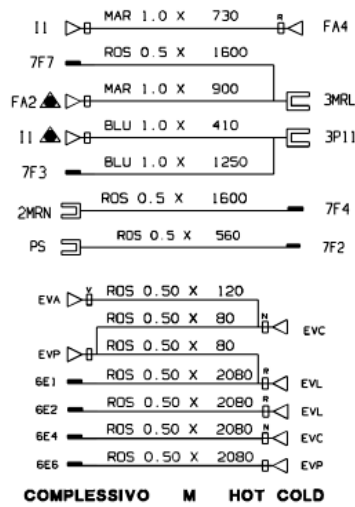 I1 MAR 1.0 X 730 R FA4
7F7 ROS 0.5 X 1600
FA2 MAR 1.0 X 900 3MRL
I1 BLU 1.0 X 410 3P11
7F3 BLU 1.0 X 1250
2MRN ROS 0.5 X 1600 7F4
PS ROS 0.5 X 560 7F2
EVA V ROS 0.50 X 120
ROS 0.50 X 80 N EVC
EVP ROS 0.50 X 80
6E1 ROS 0.50 X 2080 R EVL
6E2 ROS 0.50 X 2080 R EVL
6E4 ROS 0.50 X 2080 N EVC
6E6 ROS 0.50 X 2080 EVP
COMPLESSIVO M HOT COLD